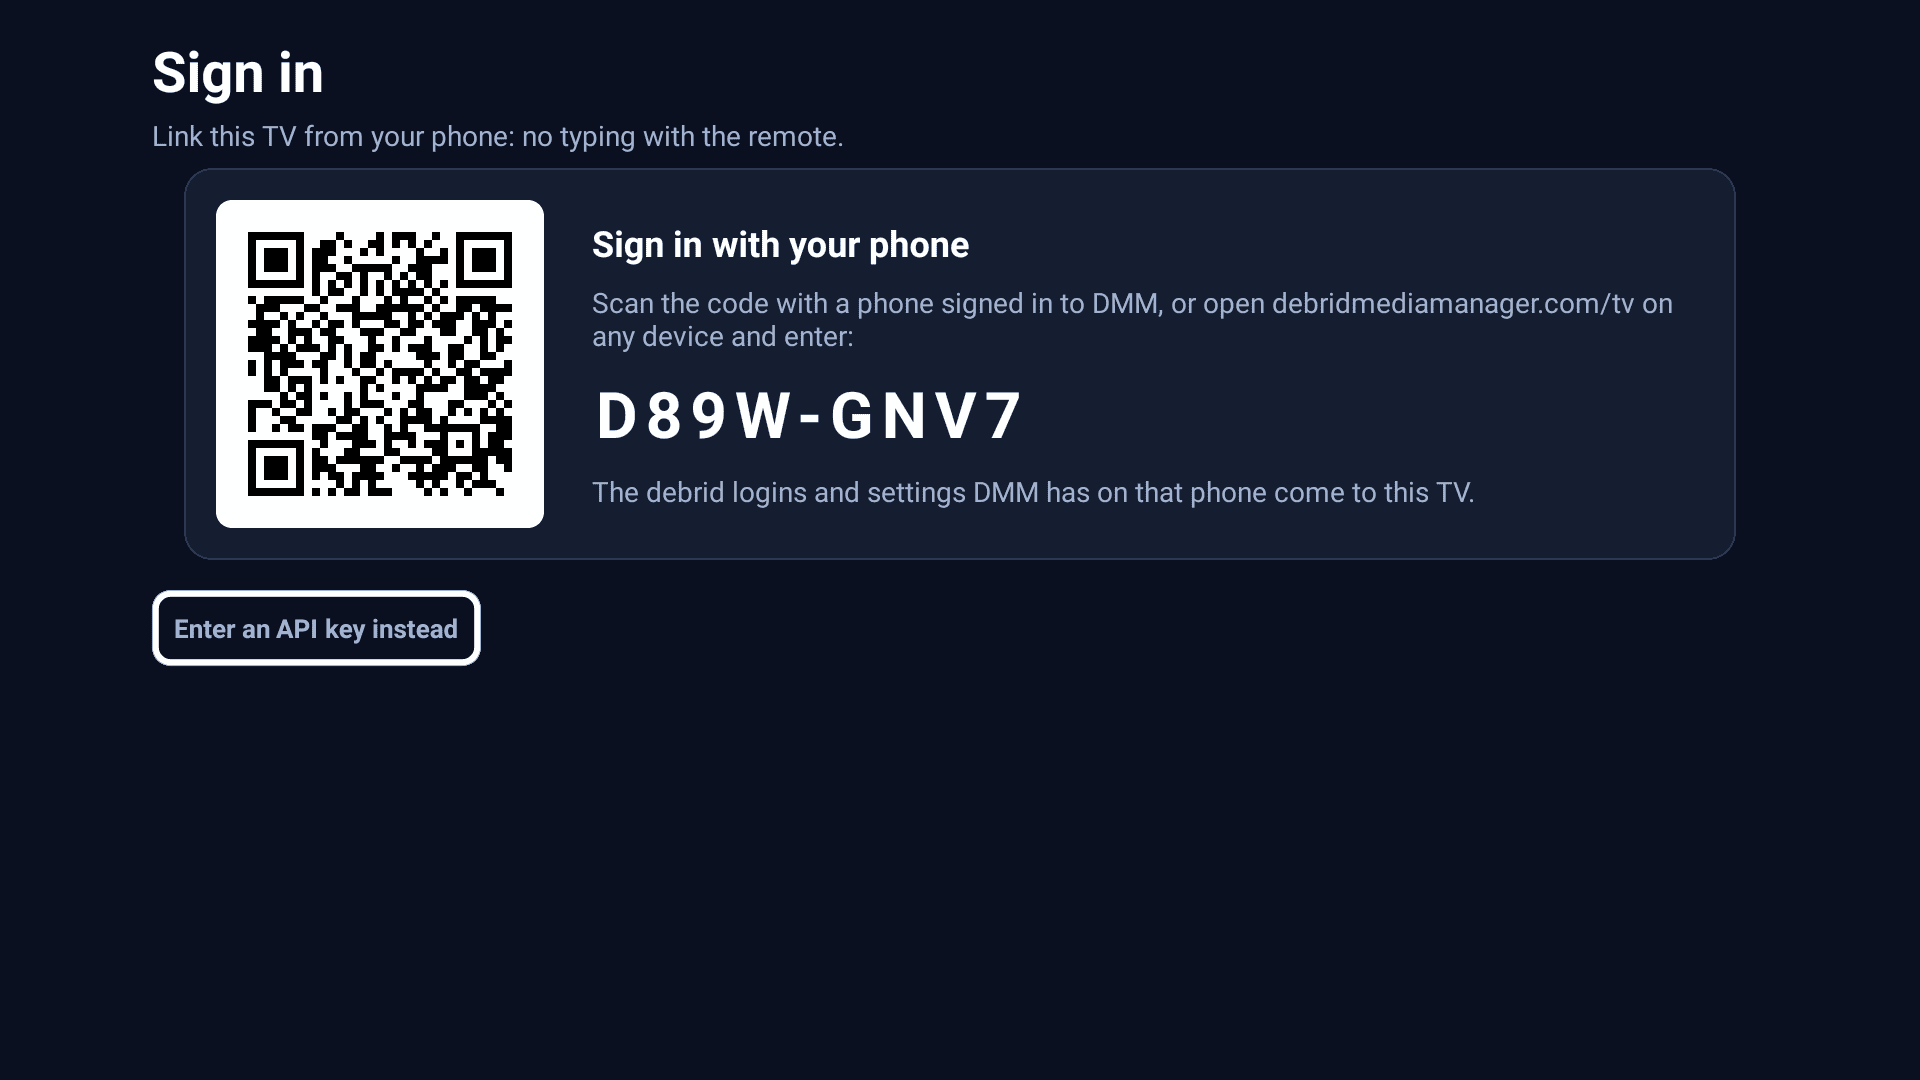 Sign in
Link this TV from your phone: no typing with the remote.
Sign in with your phone
Scan the code with a phone signed in to DMM, or open debridmediamanager.com/tv on
any device and enter:
D89W-GNV7
The debrid logins and settings DMM has on that phone come to this TV.
Enter an API key instead